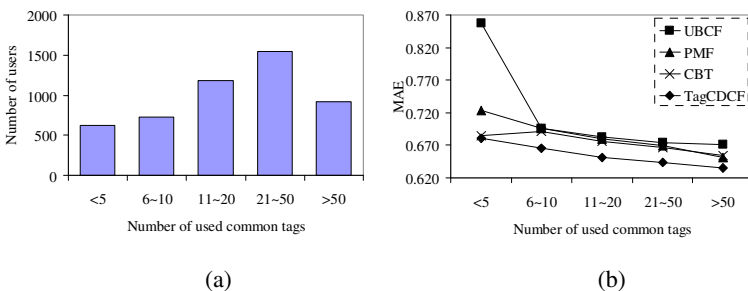 Number of users
2000
1500
1000
500
0
<5
6~10
11~20
21~50
>50
Number of used common tags
(a)
MAE
0.870
0.820
0.770
0.720
0.670
0.620
UBCF
PMF
CBT
TagCDCF
<5
6~10
11~20
21~50
>50
Number of used common tags
(b)